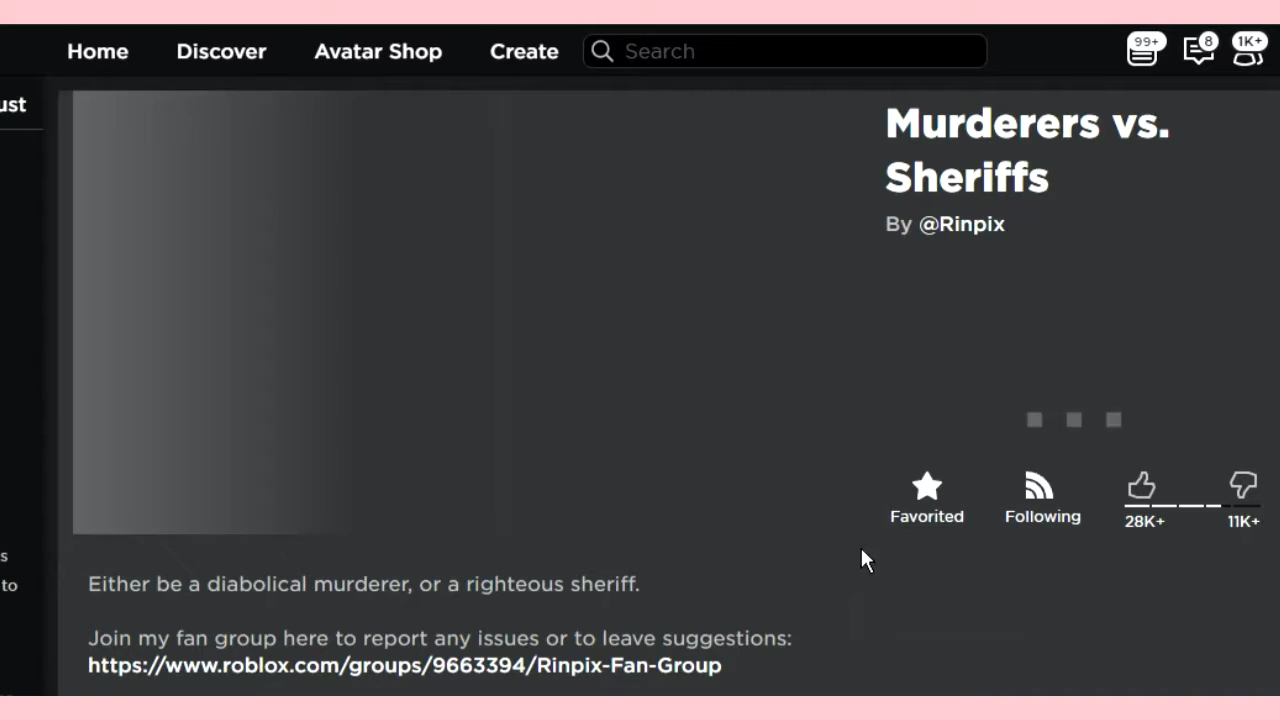 Home Discover Avatar Shop Create Search 99+ 8 1K+
ust
Murderers vs.
Sheriffs
By @Rinpix
Favorited Following 28K+ 11K+
s
to
Either be a diabolical murderer, or a righteous sheriff.
Join my fan group here to report any issues or to leave suggestions:
https://www.roblox.com/groups/9663394/Rinpix-Fan-Group